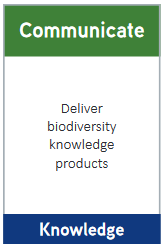 Communicate
Deliver
biodiversity
knowledge
products
Knowledge